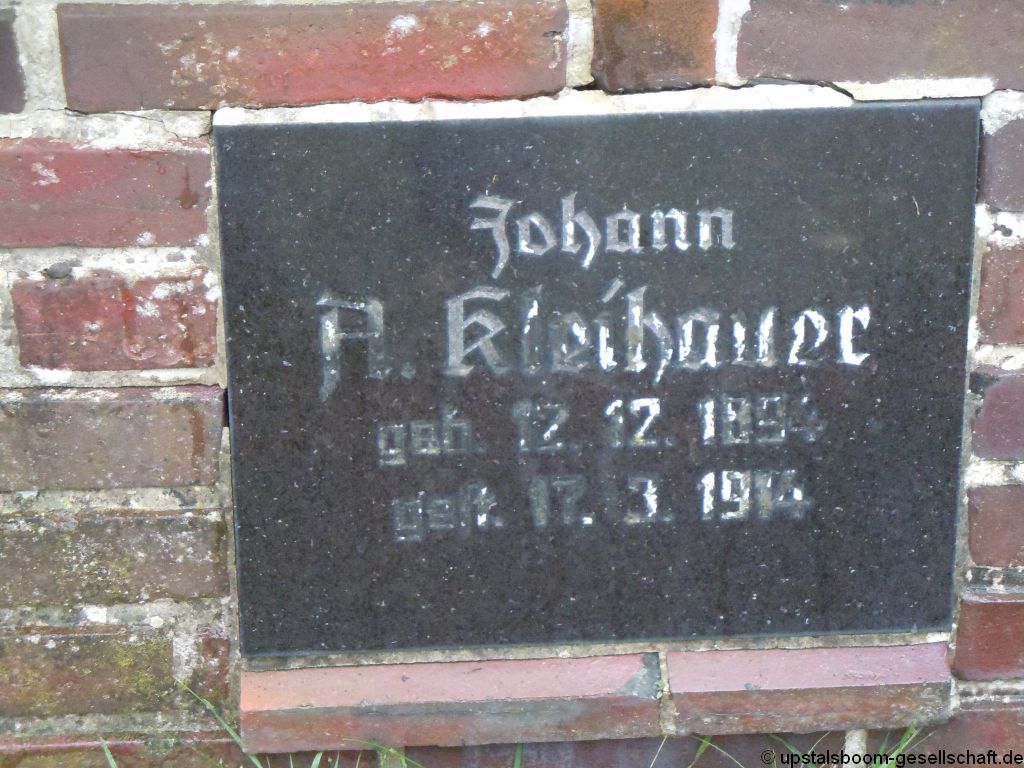 Johann
A. Kleihauer
geb. 12. 12. 1894
gest. 17. 3. 1914
© upstalsboom-gesellschaft.de